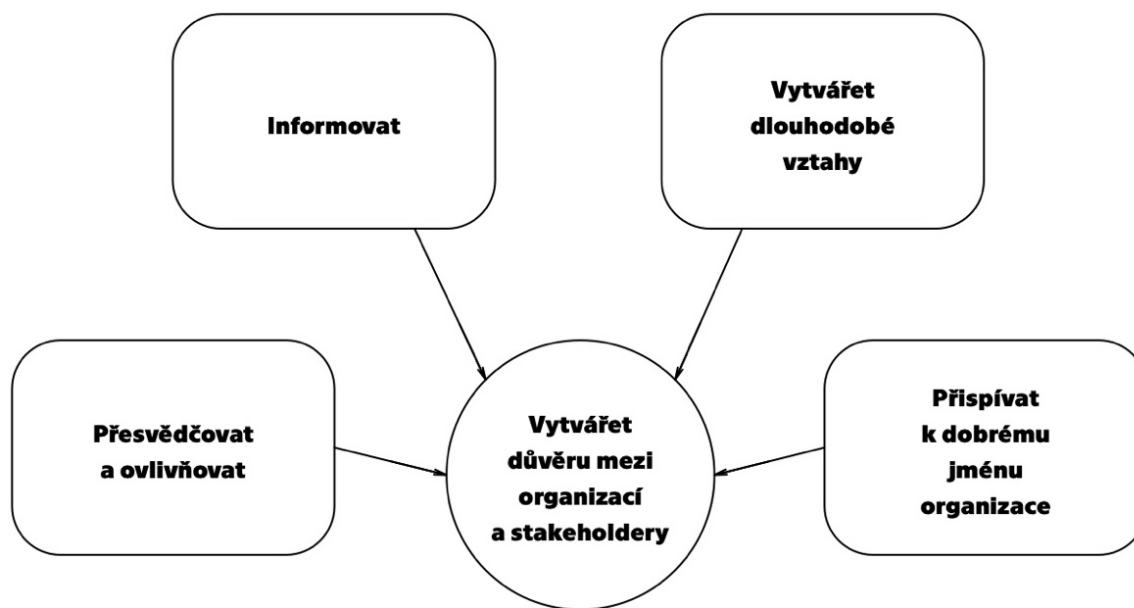 Informovat
Vytvářet
dlouhodobé
vztahy
Přesvědčovat
a ovlivňovat
Vytvářet
důvěru mezi
organizací
a stakeholdery
Přispívat
k dobrému
jménu
organizace